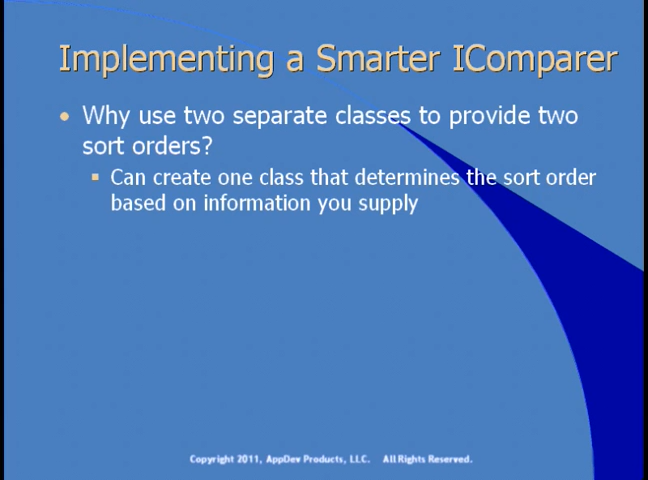 Implementing a Smarter IComparer
• Why use two separate classes to provide two
sort orders?
▪ Can create one class that determines the sort order
based on information you supply
Copyright 2011, AppDev Products, LLC. All Rights Reserved.